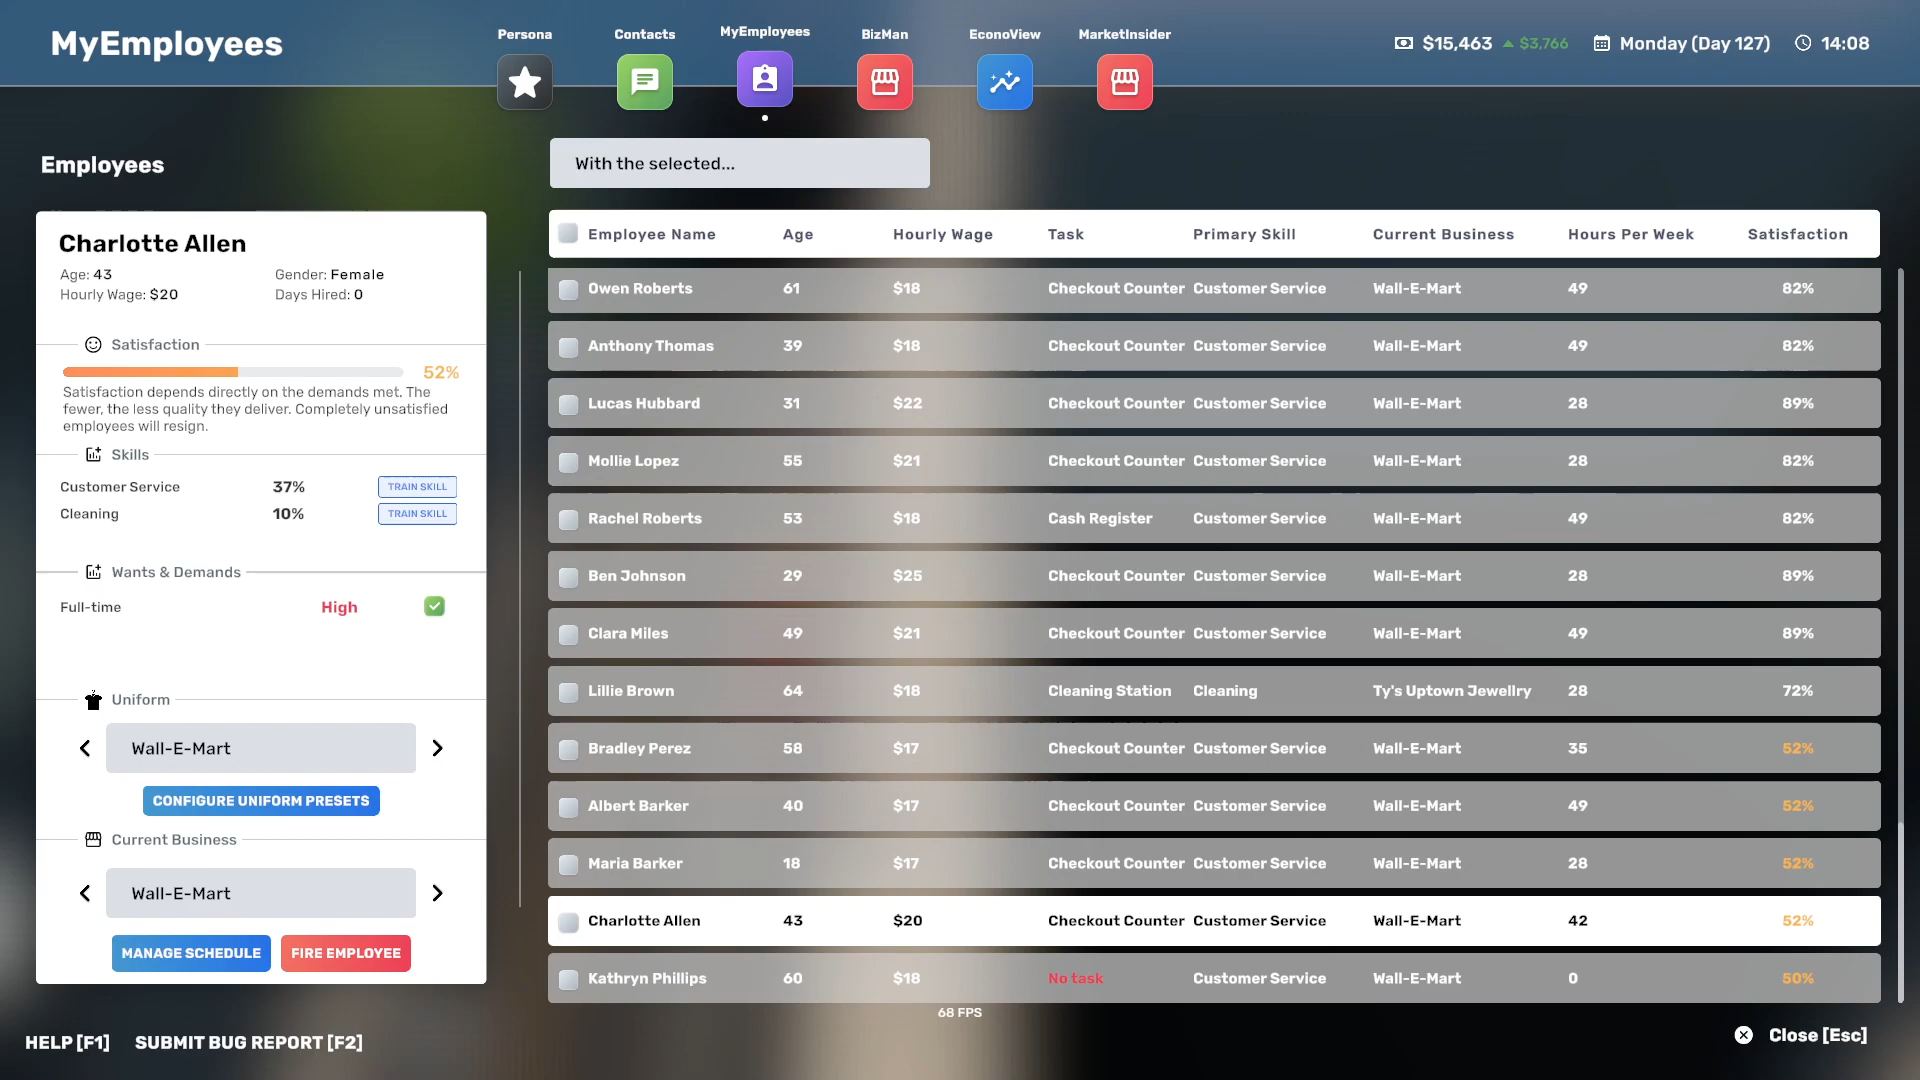 MyEmployees
Persona
Contacts
MyEmployees
BizMan
EconoView
MarketInsider
$15,463 $3,766 Monday (Day 127) 14:08
Employees
With the selected...
Charlotte Allen
Age: 43 Gender: Female
Hourly Wage: $20 Days Hired: 0
Satisfaction
52%
Satisfaction depends directly on the demands met. The
fewer, the less quality they deliver. Completely unsatisfied
employees will resign.
Skills
Customer Service 37% TRAIN SKILL
Cleaning 10% TRAIN SKILL
Wants & Demands
Full-time High
Uniform
Wall-E-Mart
CONFIGURE UNIFORM PRESETS
Current Business
Wall-E-Mart
MANAGE SCHEDULE FIRE EMPLOYEE
Employee Name Age Hourly Wage Task Primary Skill Current Business Hours Per Week Satisfaction
Owen Roberts 61 $18 Checkout Counter Customer Service Wall-E-Mart 49 82%
Anthony Thomas 39 $18 Checkout Counter Customer Service Wall-E-Mart 49 82%
Lucas Hubbard 31 $22 Checkout Counter Customer Service Wall-E-Mart 28 89%
Mollie Lopez 55 $21 Checkout Counter Customer Service Wall-E-Mart 28 82%
Rachel Roberts 53 $18 Cash Register Customer Service Wall-E-Mart 49 82%
Ben Johnson 29 $25 Checkout Counter Customer Service Wall-E-Mart 28 89%
Clara Miles 49 $21 Checkout Counter Customer Service Wall-E-Mart 49 89%
Lillie Brown 64 $18 Cleaning Station Cleaning Ty's Uptown Jewellry 28 72%
Bradley Perez 58 $17 Checkout Counter Customer Service Wall-E-Mart 35 52%
Albert Barker 40 $17 Checkout Counter Customer Service Wall-E-Mart 49 52%
Maria Barker 18 $17 Checkout Counter Customer Service Wall-E-Mart 28 52%
Charlotte Allen 43 $20 Checkout Counter Customer Service Wall-E-Mart 42 52%
Kathryn Phillips 60 $18 No task Customer Service Wall-E-Mart 0 50%
68 FPS
HELP [F1] SUBMIT BUG REPORT [F2]
Close [Esc]